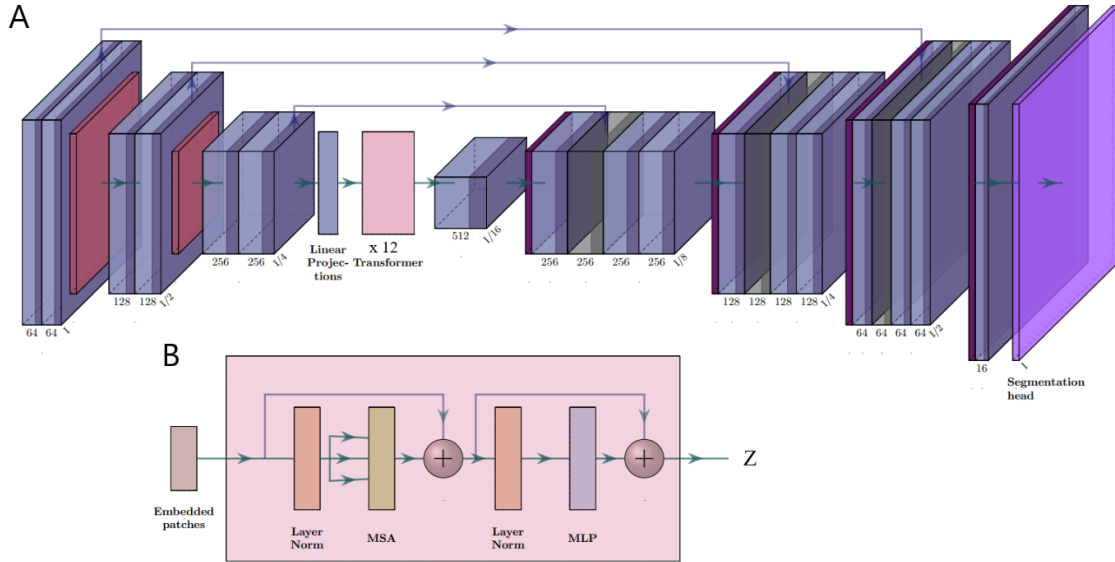 A
64 64 1
128 128 1/2
256 256 1/4
Linear
Projec-
tions
x 12
Transformer
512 1/16
256 256 256 256 1/8
128 128 128 128 1/4
64 64 64 64 1/2
16
1
Segmentation
head
B
Embedded
patches
Layer
Norm
MSA
+
Layer
Norm
MLP
+
Z